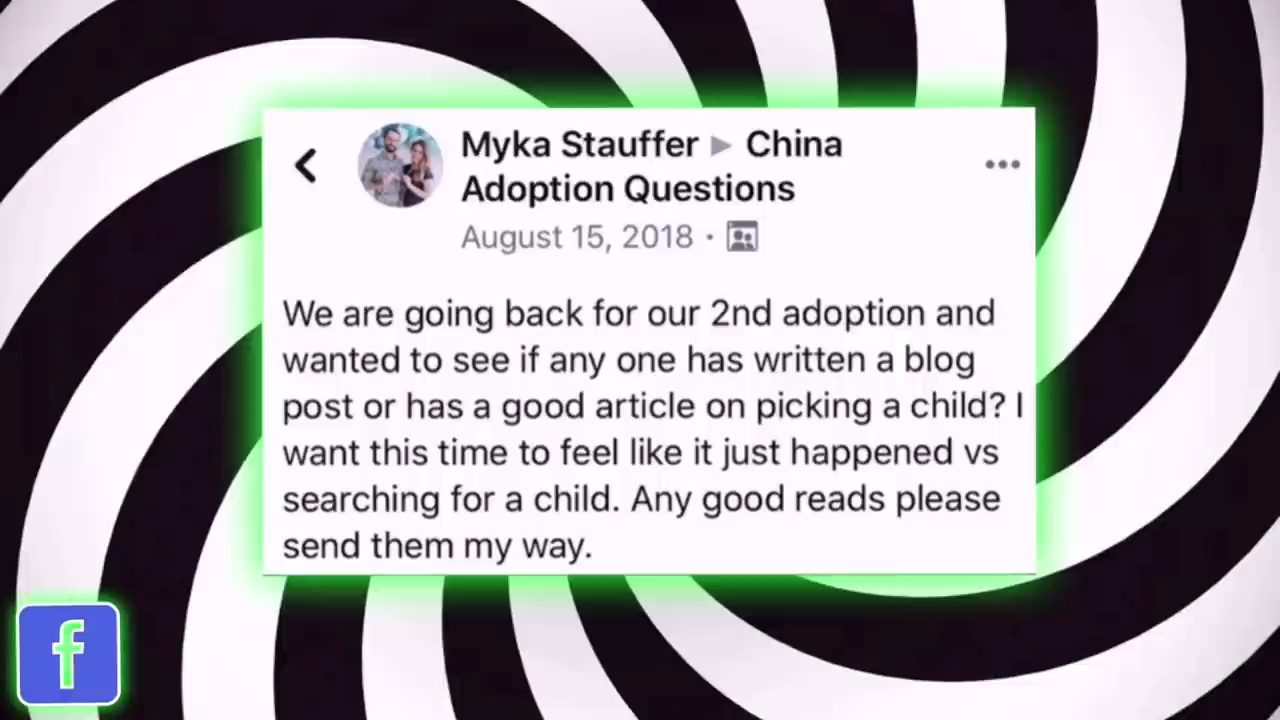 Myka Stauffer ▶ China
Adoption Questions
August 15, 2018 ·
We are going back for our 2nd adoption and
wanted to see if any one has written a blog
post or has a good article on picking a child? I
want this time to feel like it just happened vs
searching for a child. Any good reads please
send them my way.
f